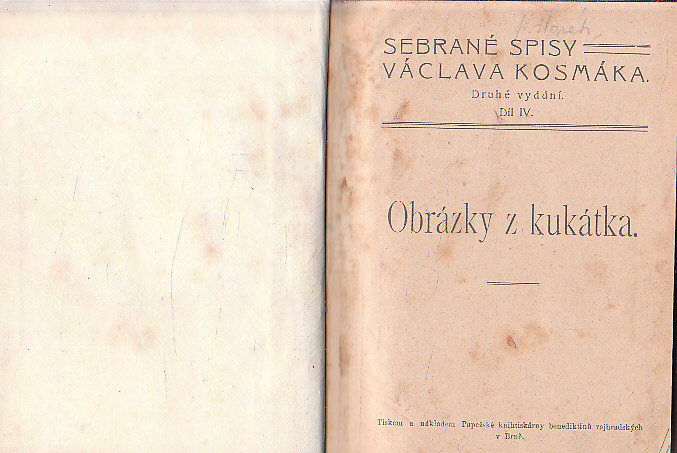 SEBRANÉ SPISY
VÁCLAVA KOSMÁKA.
Druhé vydání.
Díl IV.
Obrázky z kukátka.
Tiskem a nákladem Papežské knihtiskárny benediktinů rajhradských
v Brně.